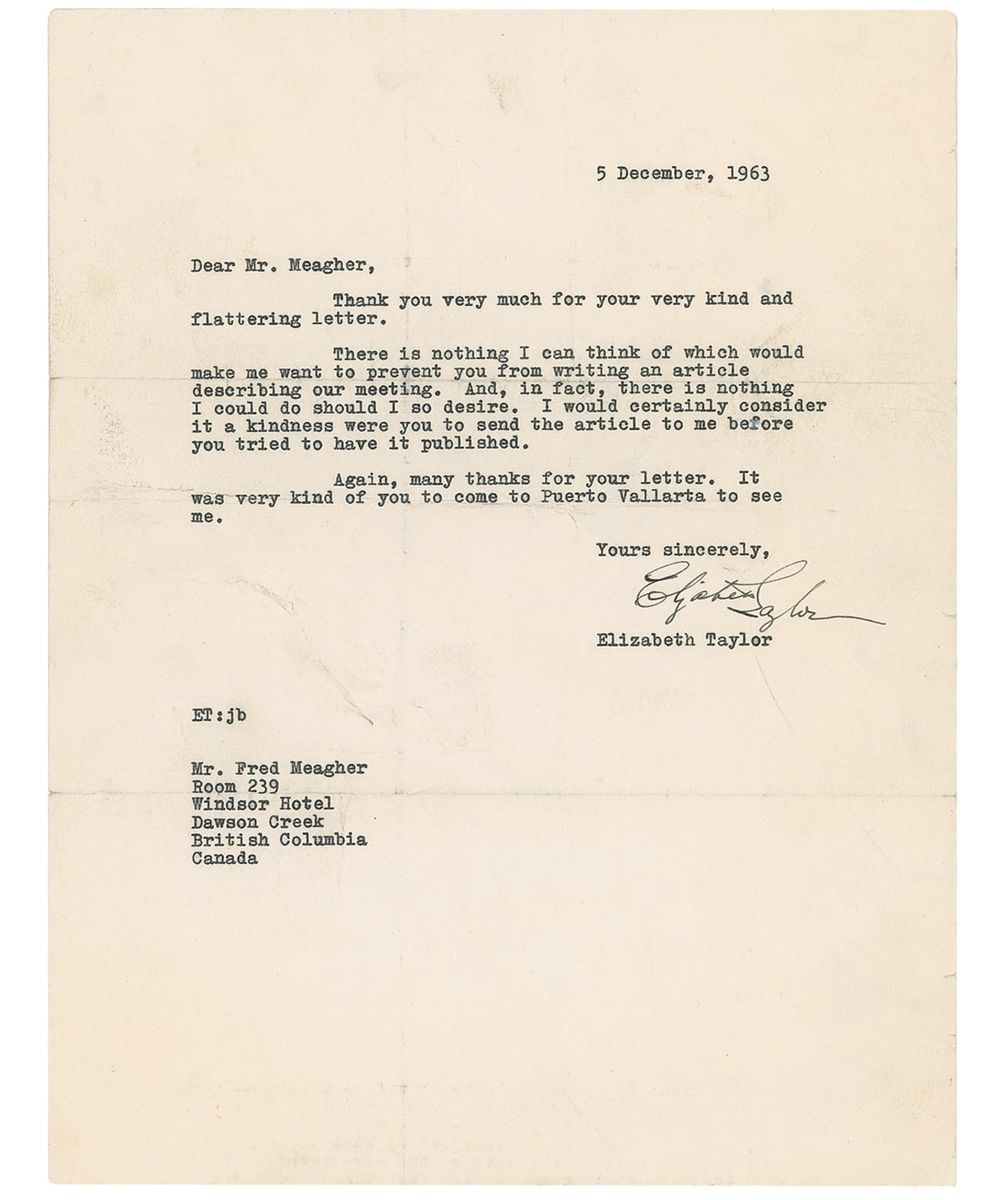 5 December, 1963
Dear Mr. Meagher,
Thank you very much for your very kind and
flattering letter.
There is nothing I can think of which would
make me want to prevent you from writing an article
describing our meeting.  And, in fact, there is nothing
I could do should I so desire.  I would certainly consider
it a kindness were you to send the article to me before
you tried to have it published.
Again, many thanks for your letter.  It
was very kind of you to come to Puerto Vallarta to see
me.
Yours sincerely,
Elizabeth Taylor
Elizabeth Taylor
ET:jb
Mr. Fred Meagher
Room 239
Windsor Hotel
Dawson Creek
British Columbia
Canada